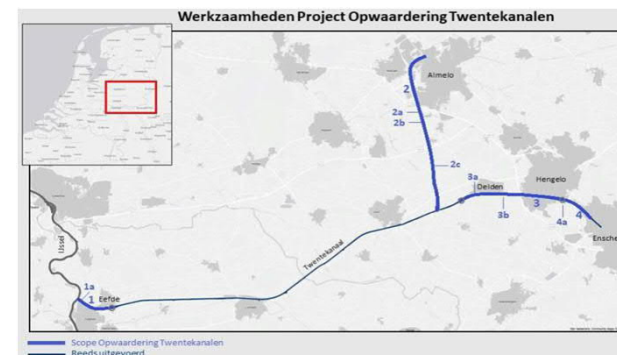 Werkzaamheden Project Opwaardering Twentekanalen
Almelo
2
2a
2b
2c
3a
Delden
Hengelo
3b
3
4a
4
Ensche
IJssel
Twentekanaal
1a
1
Eefde
Scope Opwaardering Twentekanalen
Reeds uitgevoerd